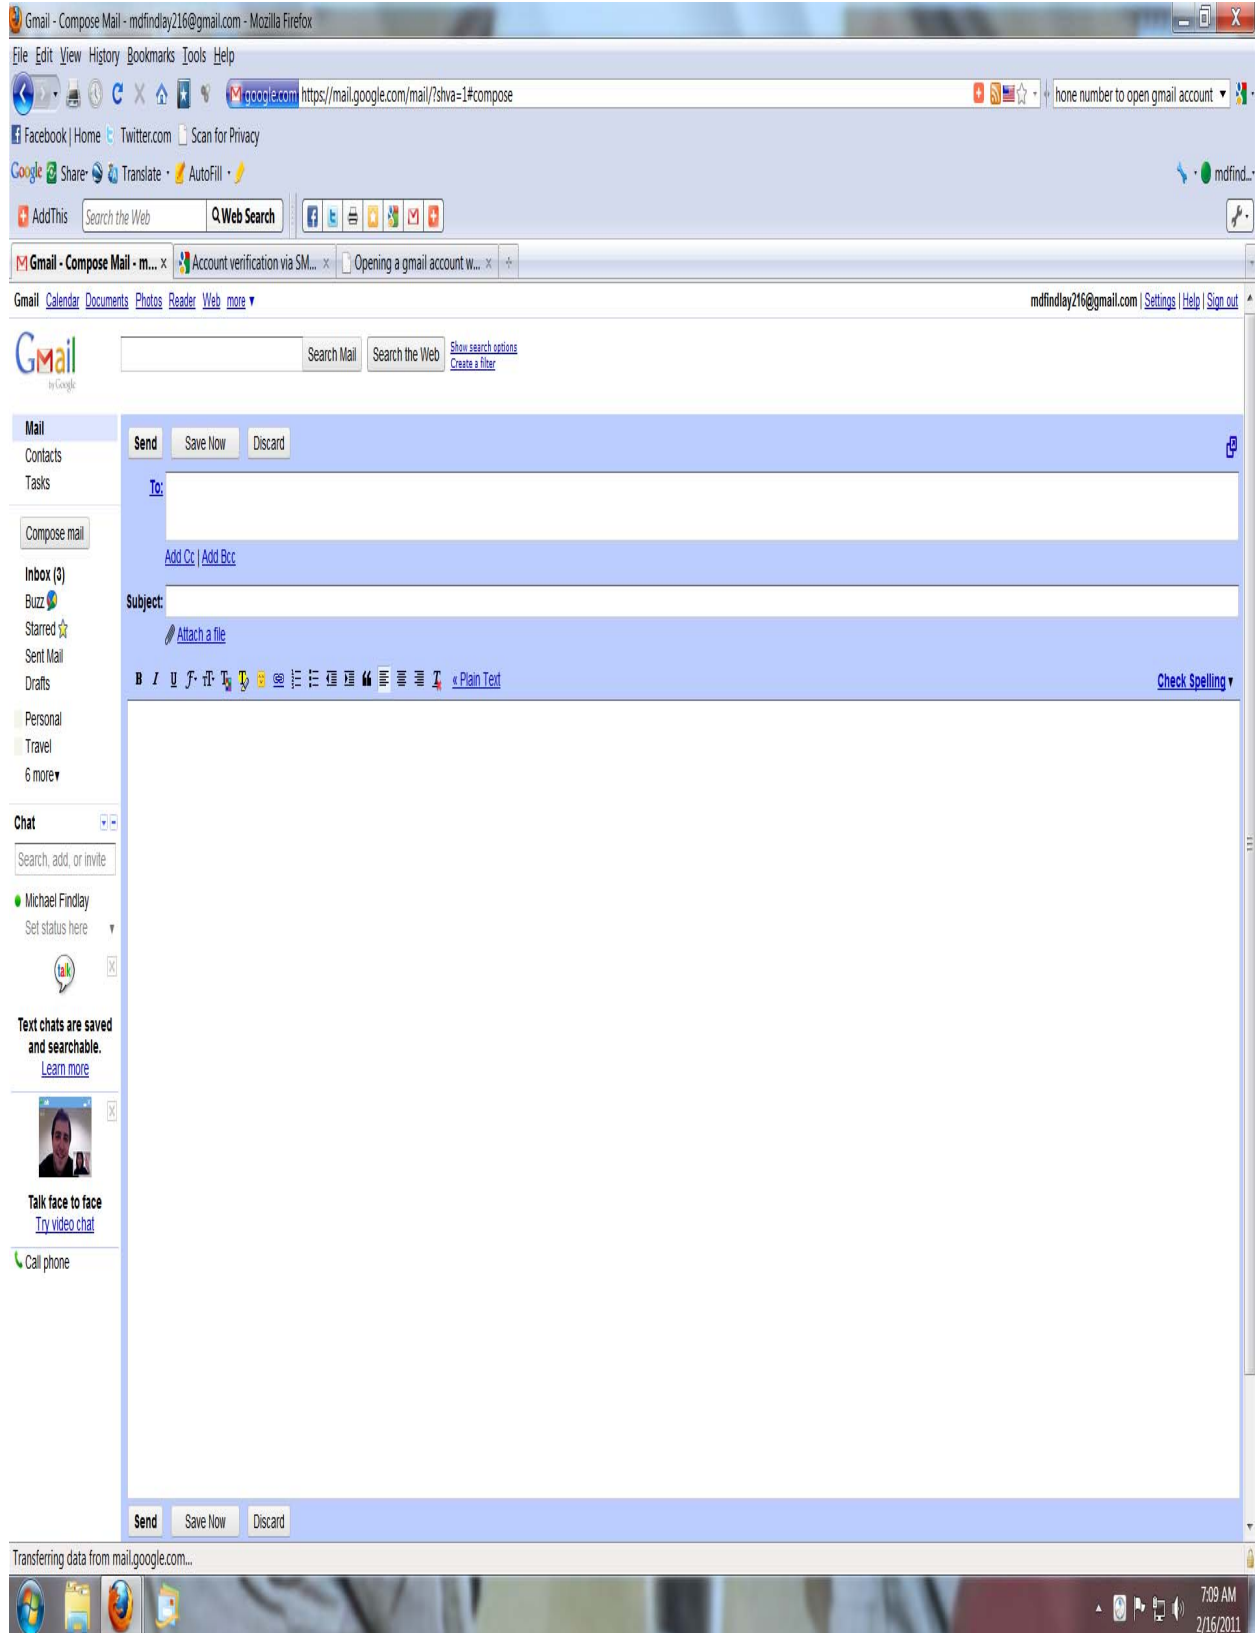 Gmail - Compose Mail - mdfindlay216@gmail.com - Mozilla Firefox
File Edit View History Bookmarks Tools Help
google.com https://mail.google.com/mail/?shva=1#compose hone number to open gmail account
Facebook | Home Twitter.com Scan for Privacy
Google Share Translate AutoFill mdfind...
AddThis Search the Web Web Search
Gmail - Compose Mail - m... Account verification via SM... Opening a gmail account w...
Gmail Calendar Documents Photos Reader Web more mdfindlay216@gmail.com | Settings | Help | Sign out
GMail Search Mail Search the Web Show search options
by Google Create a filter
Mail
Contacts
Tasks
Compose mail
Inbox (3)
Buzz
Starred
Sent Mail
Drafts
Personal
Travel
6 more
Chat
Search, add, or invite
Michael Findlay
Set status here
talk
Text chats are saved
and searchable.
Learn more
Talk face to face
Try video chat
Call phone
Send Save Now Discard
To:
Add Cc | Add Bcc
Subject:
Attach a file
B I U « Plain Text Check Spelling
Send Save Now Discard
Transferring data from mail.google.com...
7:09 AM
2/16/2011